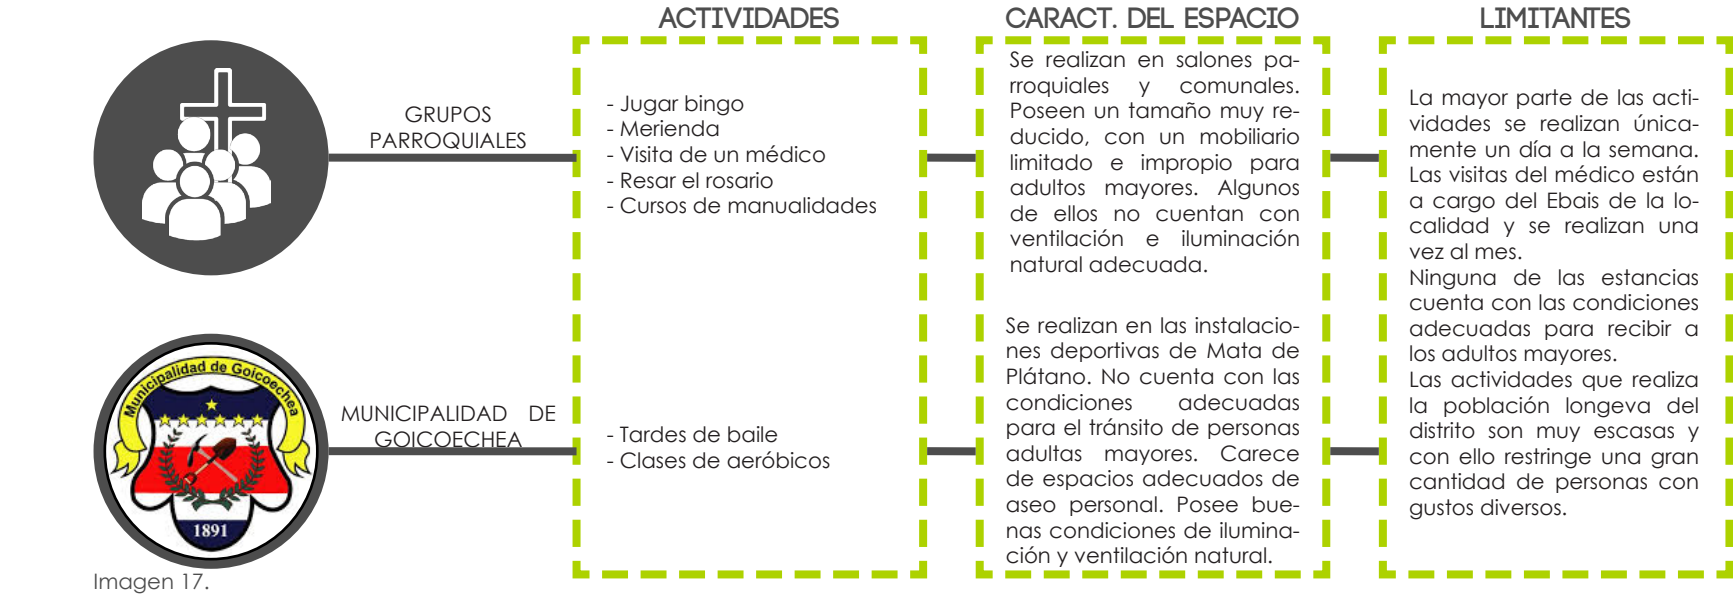 ACTIVIDADES
CARACT. DEL ESPACIO
LIMITANTES
GRUPOS
PARROQUIALES
- Jugar bingo
- Merienda
- Visita de un médico
- Resar el rosario
- Cursos de manualidades
Se realizan en salones pa-
rroquiales y comunales.
Poseen un tamaño muy re-
ducido, con un mobiliario
limitado e impropio para
adultos mayores. Algunos
de ellos no cuentan con
ventilación e iluminación
natural adecuada.
La mayor parte de las acti-
vidades se realizan única-
mente un día a la semana.
Las visitas del médico están
a cargo del Ebais de la lo-
calidad y se realizan una
vez al mes.
Ninguna de las estancias
cuenta con las condiciones
adecuadas para recibir a
los adultos mayores.
Las actividades que realiza
la población longeva del
distrito son muy escasas y
con ello restringe una gran
cantidad de personas con
gustos diversos.
Municipalidad de Goicoechea
1891
MUNICIPALIDAD DE
GOICOECHEA
- Tardes de baile
- Clases de aeróbicos
Se realizan en las instalacio-
nes deportivas de Mata de
Plátano. No cuenta con las
condiciones adecuadas
para el tránsito de personas
adultas mayores. Carece
de espacios adecuados de
aseo personal. Posee bue-
nas condiciones de ilumina-
ción y ventilación natural.
Imagen 17.